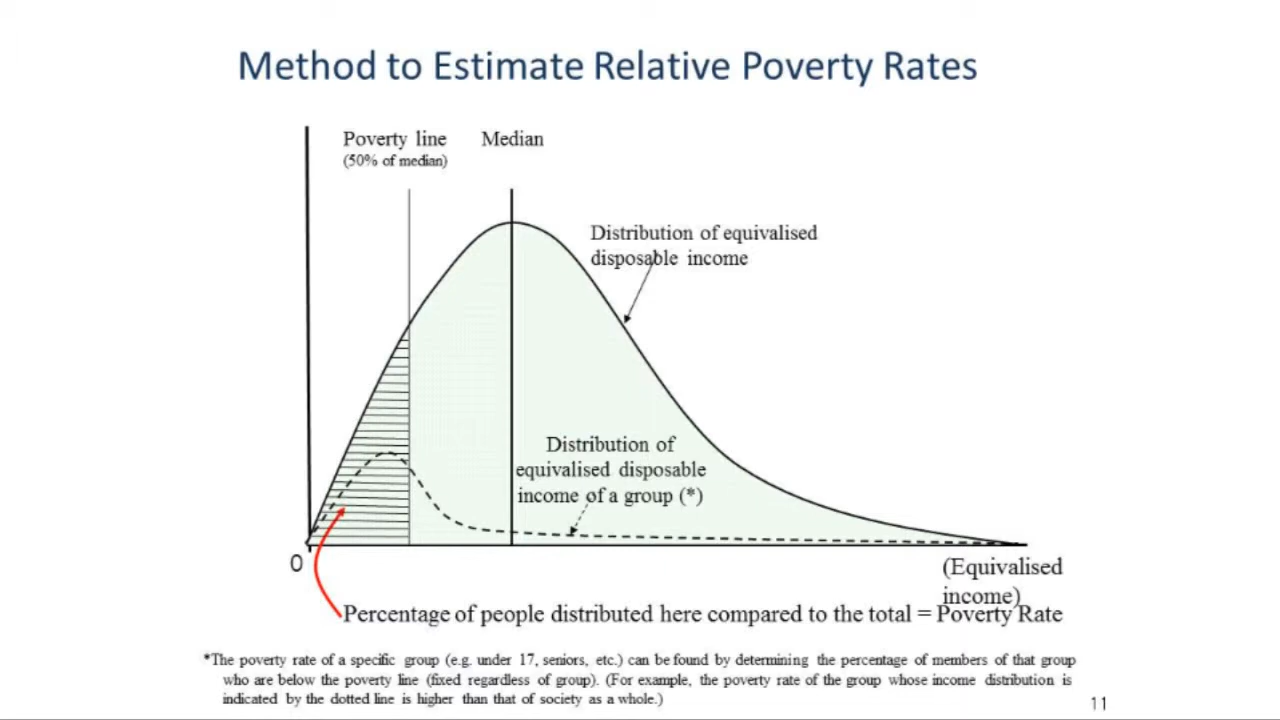 Method to Estimate Relative Poverty Rates
Poverty line
(50% of median)
Median
Distribution of equivalised
disposable income
Distribution of
equivalised disposable
income of a group (*)
0
(Equivalised
income)
Percentage of people distributed here compared to the total = Poverty Rate
*The poverty rate of a specific group (e.g. under 17, seniors, etc.) can be found by determining the percentage of members of that group
who are below the poverty line (fixed regardless of group). (For example, the poverty rate of the group whose income distribution is
indicated by the dotted line is higher than that of society as a whole.)
11